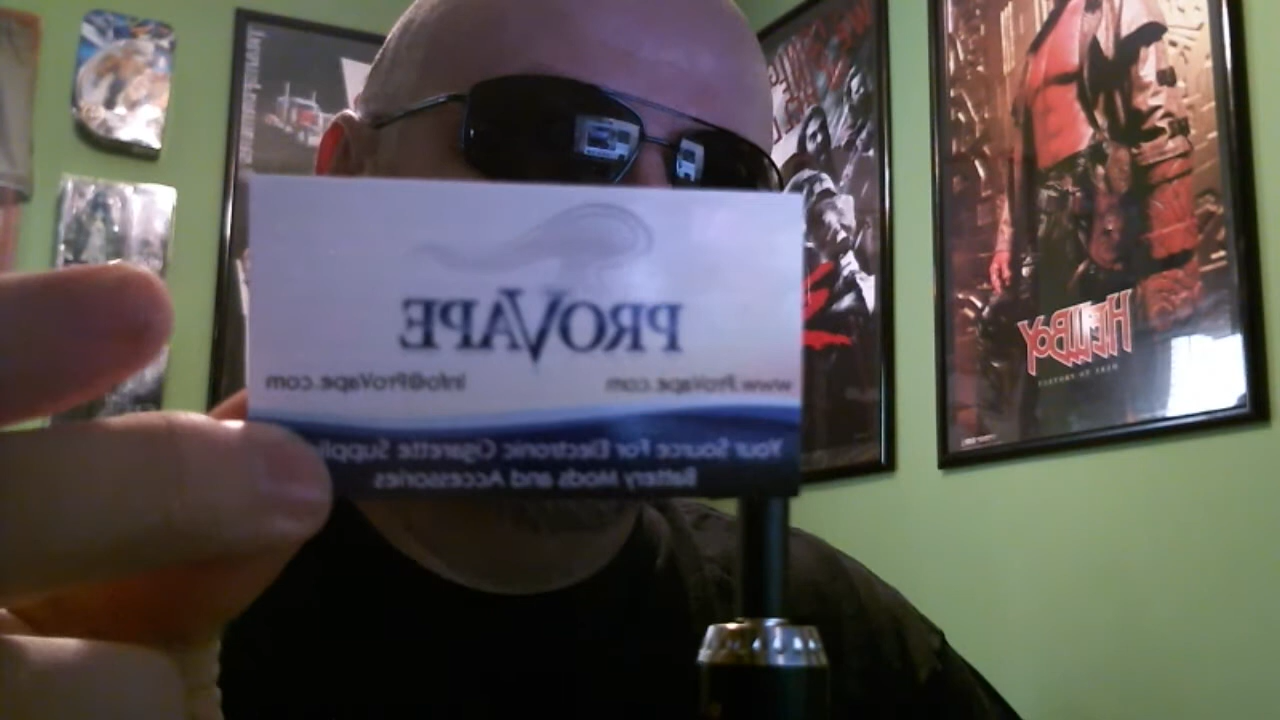 PROVAPE
www.ProVape.com info@ProVape.com
Your Source For Electronic Cigarette
Battery Mods and Accessories
HELLBOY